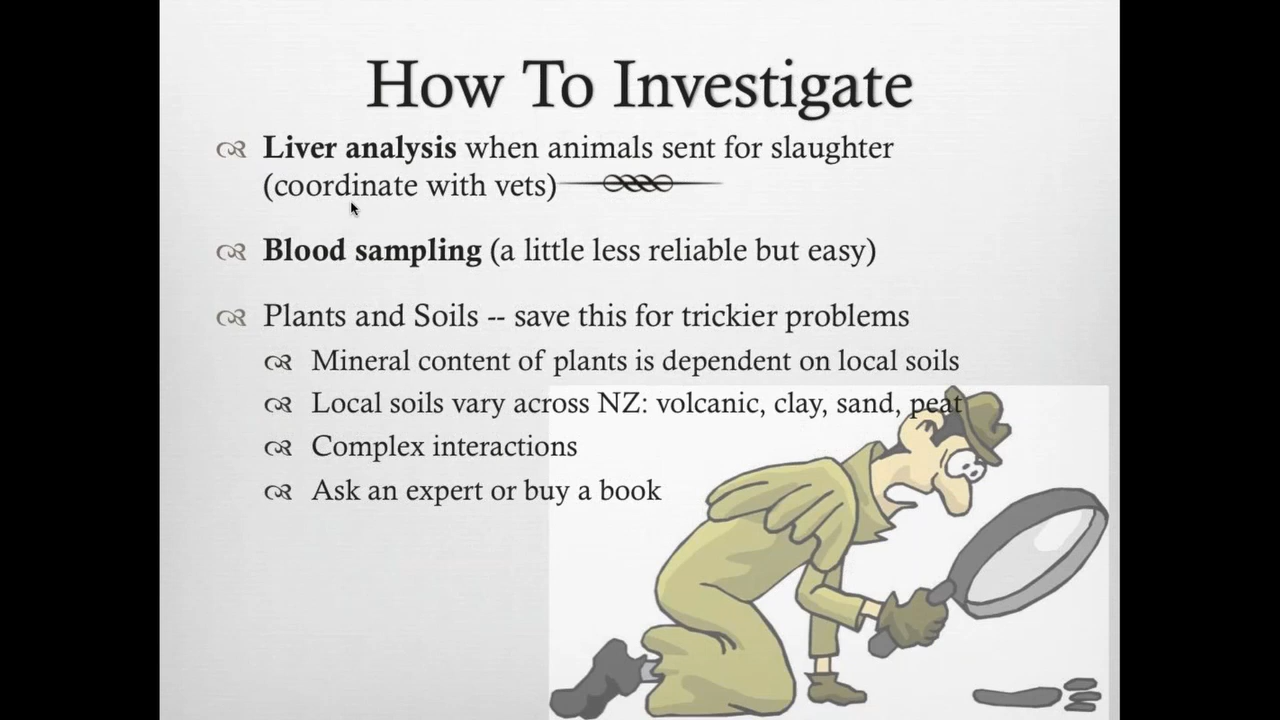 How To Investigate
Liver analysis when animals sent for slaughter
(coordinate with vets)
Blood sampling (a little less reliable but easy)
Plants and Soils -- save this for trickier problems
Mineral content of plants is dependent on local soils
Local soils vary across NZ: volcanic, clay, sand, peat
Complex interactions
Ask an expert or buy a book